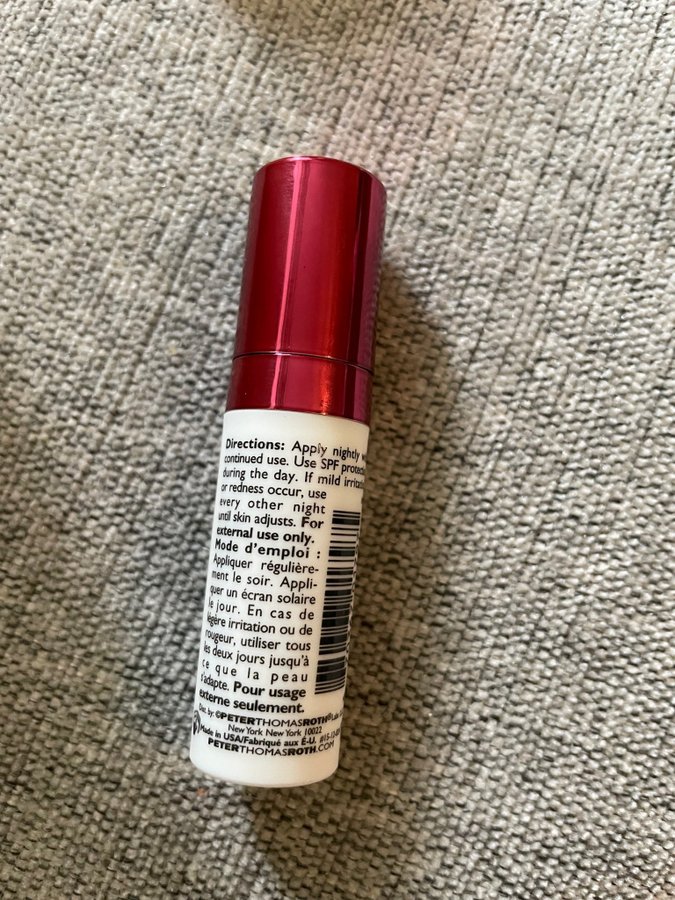 Directions: Apply nightly
continued use. Use SPF
during the day. If mild
or redness occur, use
every other night
until skin adjusts. For
external use only.
Mode d'emploi :
Appliquer régulière-
ment le soir. Appli-
quer un écran solaire
le jour. En cas de
légère irritation ou de
rougeur, utiliser tous
les deux jours jusqu'à
ce que la peau
s'adapte. Pour usage
externe seulement.
Dist. by: ©PETERTHOMASROTH®
New York New York 10022
Made in USA/Fabriqué aux É-U.
PETERTHOMASROTH.COM